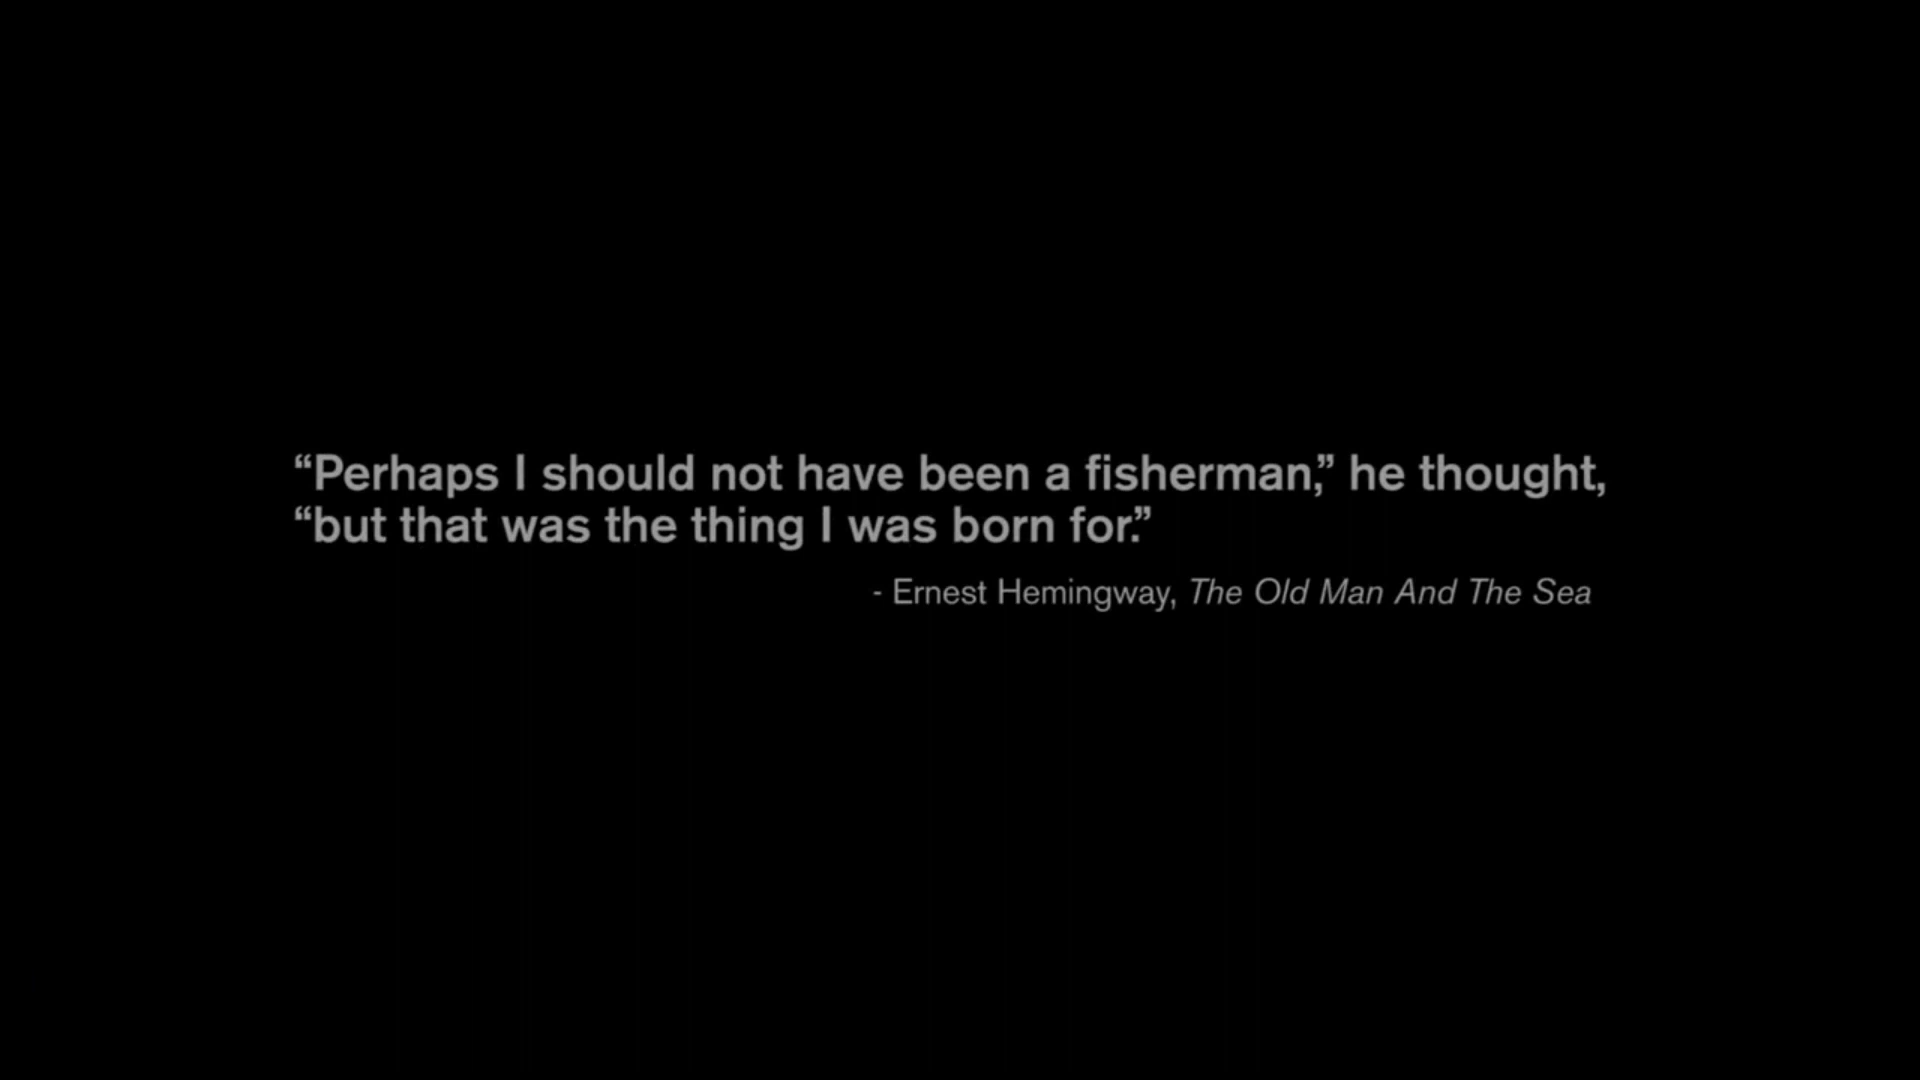 “Perhaps I should not have been a fisherman,” he thought,
“but that was the thing I was born for.”
- Ernest Hemingway, The Old Man And The Sea